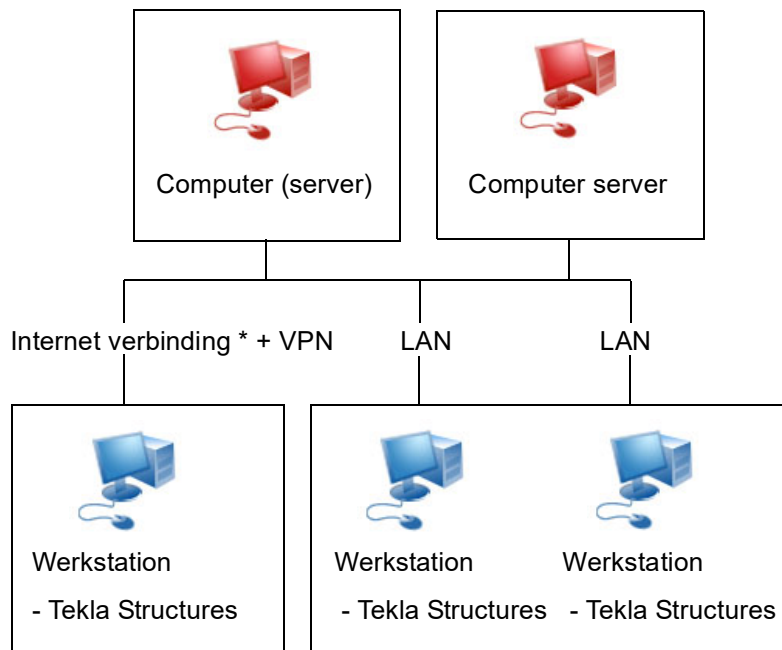 Computer (server)
Computer server
Internet verbinding * + VPN
LAN
LAN
Werkstation
- Tekla Structures
Werkstation
- Tekla Structures
Werkstation
- Tekla Structures